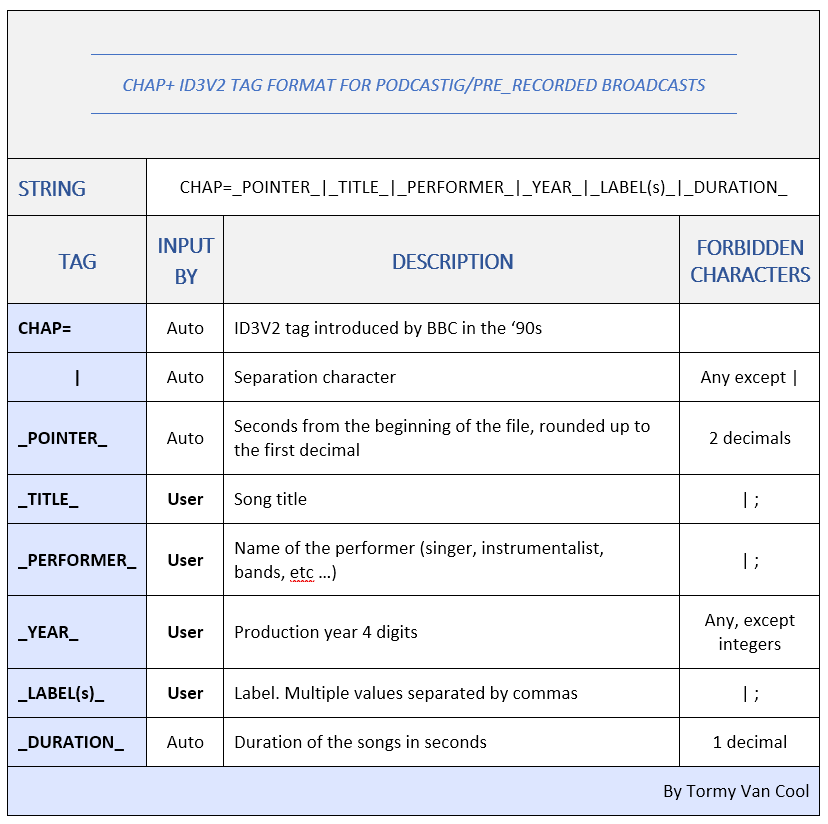 CHAP+ ID3V2 TAG FORMAT FOR PODCASTIG/PRE_RECORDED BROADCASTS
STRING
CHAP=_POINTER_|_TITLE_|_PERFORMER_|_YEAR_|_LABEL(s)_|_DURATION_
TAG
INPUT
BY
DESCRIPTION
FORBIDDEN
CHARACTERS
CHAP=
Auto
ID3V2 tag introduced by BBC in the ‘90s
|
Auto
Separation character
Any except |
_POINTER_
Auto
Seconds from the beginning of the file, rounded up to
the first decimal
2 decimals
_TITLE_
User
Song title
| ;
_PERFORMER_
User
Name of the performer (singer, instrumentalist,
bands, etc …)
| ;
_YEAR_
User
Production year 4 digits
Any, except
integers
_LABEL(s)_
User
Label. Multiple values separated by commas
| ;
_DURATION_
Auto
Duration of the songs in seconds
1 decimal
By Tormy Van Cool